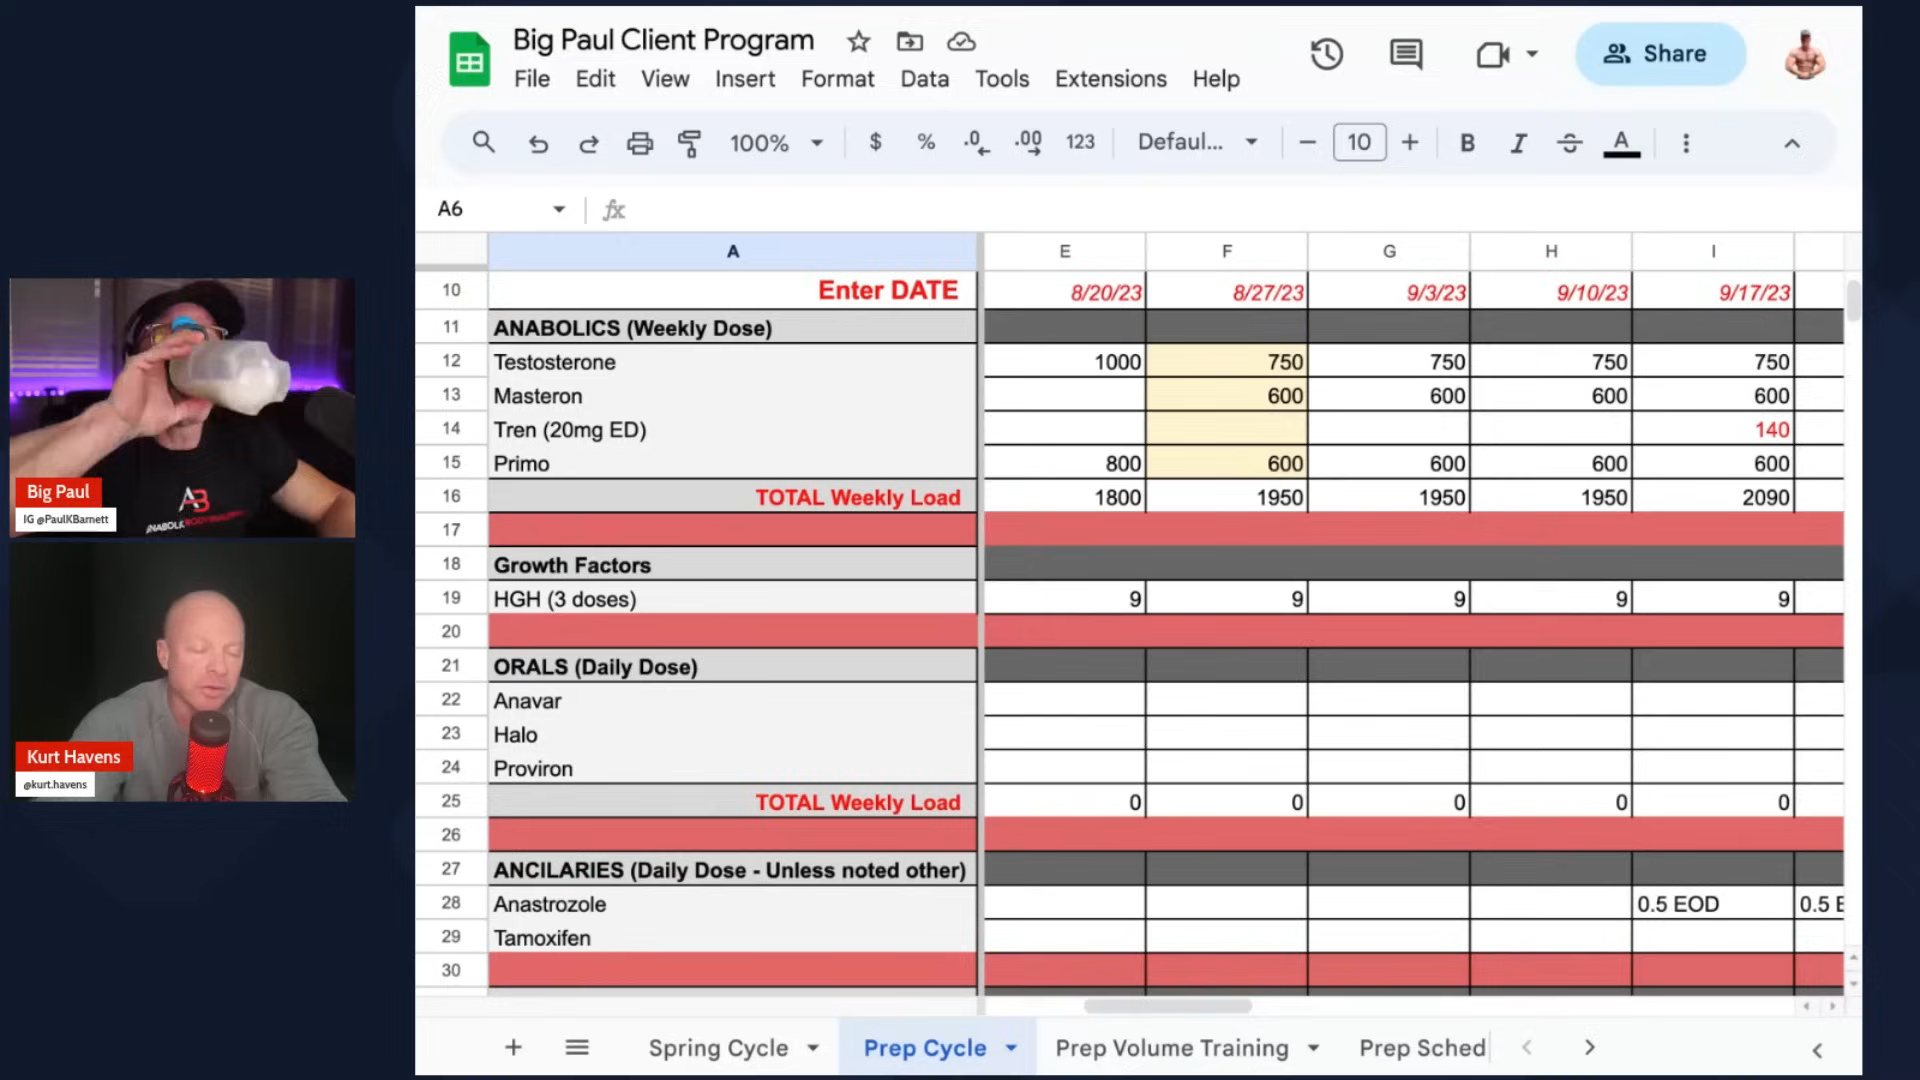 Big Paul Client Program
File Edit View Insert Format Data Tools Extensions Help
Share
100% $ % .0 .00 123 Defaul... 10 B I S A
A6 fx
A E F G H I
10 Enter DATE 8/20/23 8/27/23 9/3/23 9/10/23 9/17/23
11 ANABOLICS (Weekly Dose)
12 Testosterone 1000 750 750 750 750
13 Masteron 600 600 600 600
14 Tren (20mg ED) 140
15 Primo 800 600 600 600 600
16 TOTAL Weekly Load 1800 1950 1950 1950 2090
17
18 Growth Factors
19 HGH (3 doses) 9 9 9 9 9
20
21 ORALS (Daily Dose)
22 Anavar
23 Halo
24 Proviron
25 TOTAL Weekly Load 0 0 0 0 0
26
27 ANCILARIES (Daily Dose - Unless noted other)
28 Anastrozole 0.5 EOD 0.5 E
29 Tamoxifen
30
Spring Cycle Prep Cycle Prep Volume Training Prep Sched
AB
Big Paul
IG @PaulKBarnett
Kurt Havens
@kurt.havens